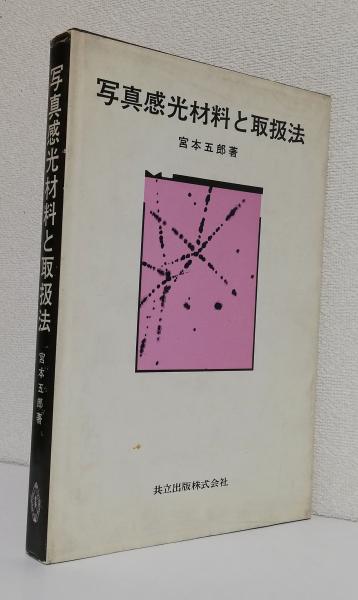 写真感光材料と取扱法
宮本五郎著
共立出版株式会社
写真感光材料と取扱法
宮本五郎著